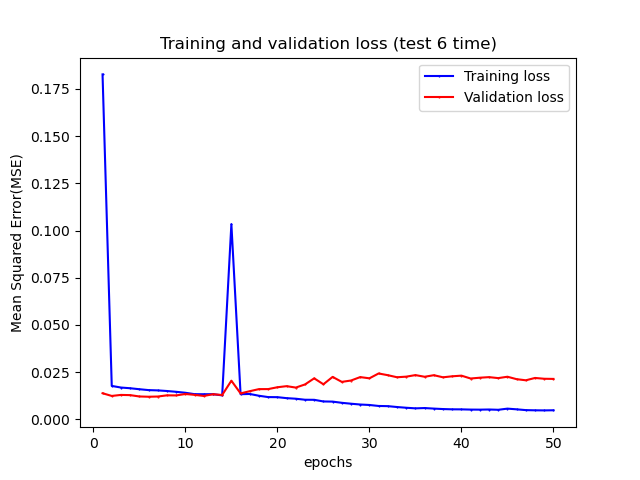 Training and validation loss (test 6 time)
Training loss
Validation loss
Mean Squared Error(MSE)
0.175
0.150
0.125
0.100
0.075
0.050
0.025
0.000
0
10
20
30
40
50
epochs